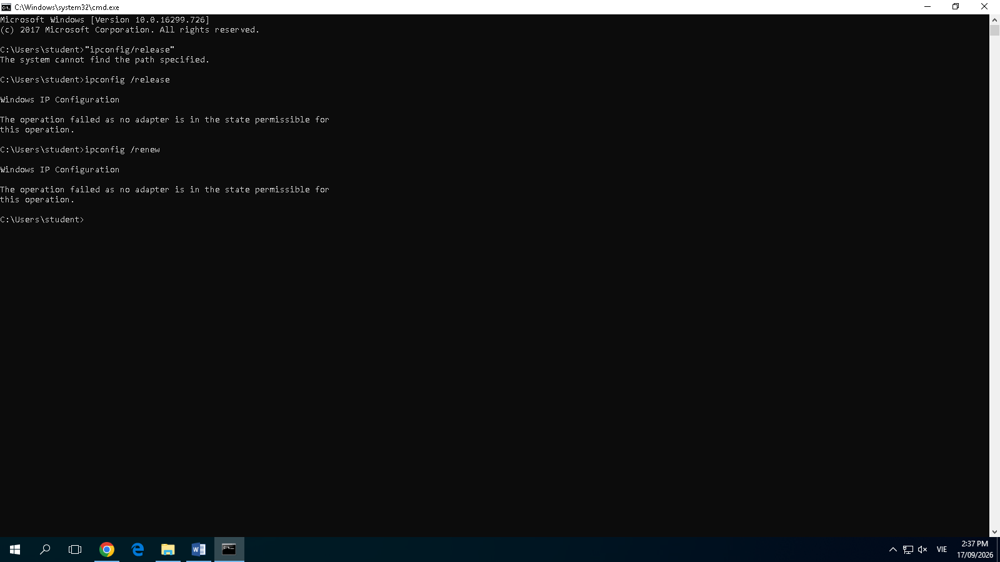 C:\Windows\system32\cmd.exe
Microsoft Windows [Version 10.0.16299.726]
(c) 2017 Microsoft Corporation. All rights reserved.
C:\Users\student>"ipconfig/release"
The system cannot find the path specified.
C:\Users\student>ipconfig /release
Windows IP Configuration
The operation failed as no adapter is in the state permissible for
this operation.
C:\Users\student>ipconfig /renew
Windows IP Configuration
The operation failed as no adapter is in the state permissible for
this operation.
C:\Users\student>
VIE
2:37 PM
17/09/2026